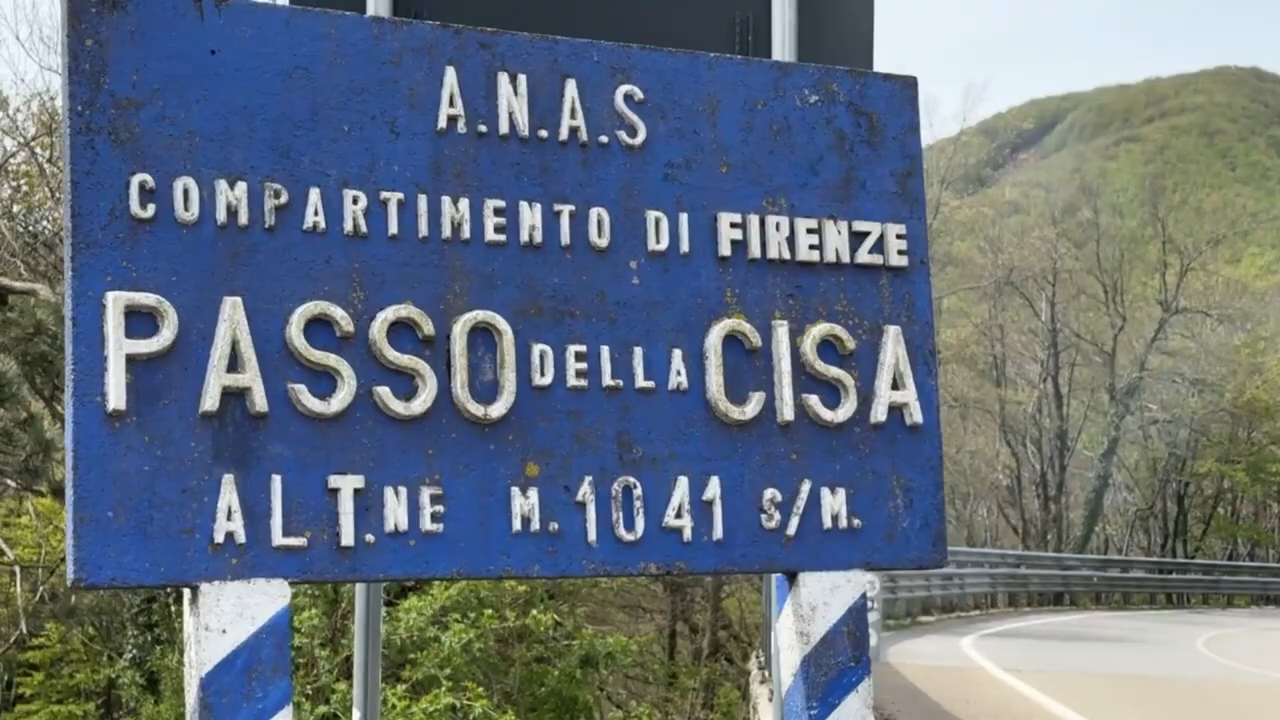 A.N.A.S
COMPARTIMENTO DI FIRENZE
PASSO DELLA CISA
ALT.NE M.1041 S/M.